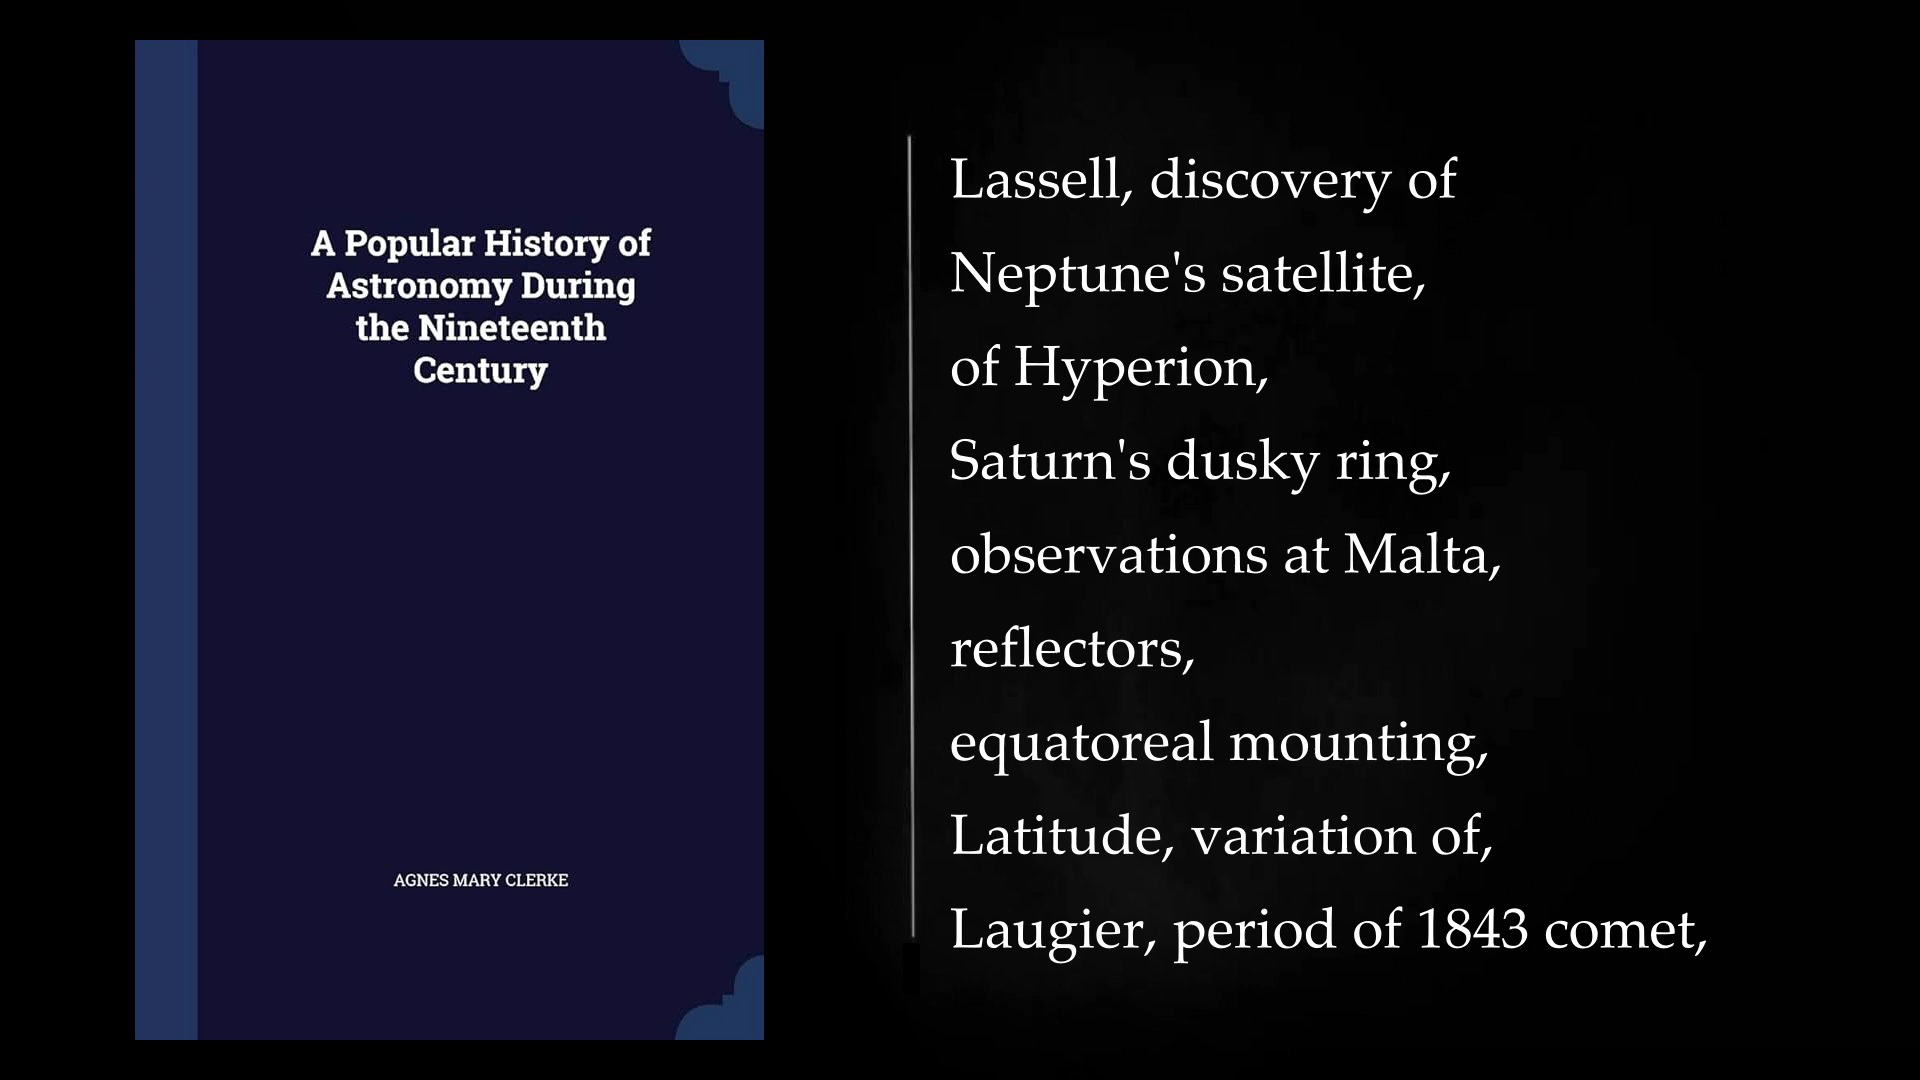 A Popular History of
Astronomy During
the Nineteenth
Century
AGNES MARY CLERKE
Lassell, discovery of
Neptune's satellite,
of Hyperion,
Saturn's dusky ring,
observations at Malta,
reflectors,
equatoreal mounting,
Latitude, variation of,
Laugier, period of 1843 comet,